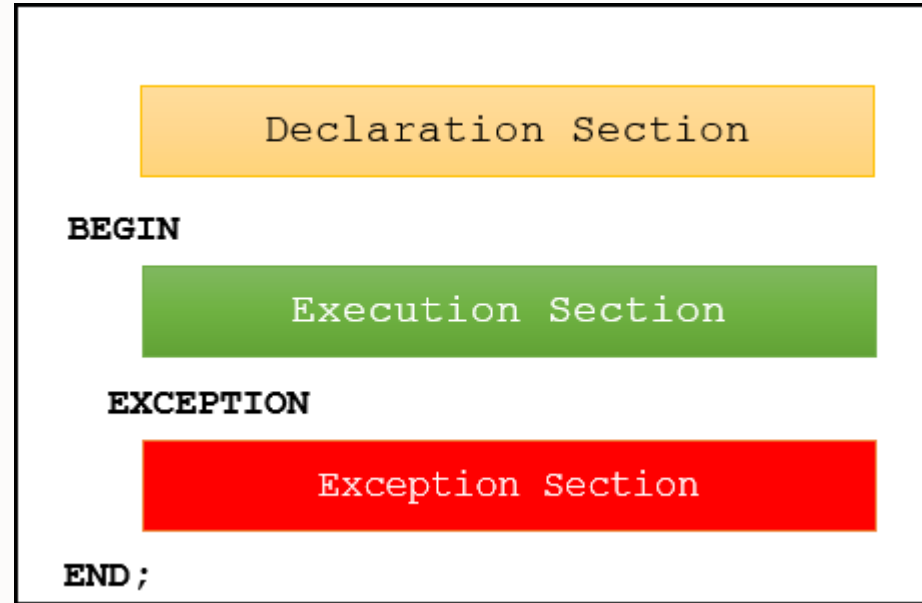 Declaration Section
BEGIN
Execution Section
EXCEPTION
Exception Section
END;